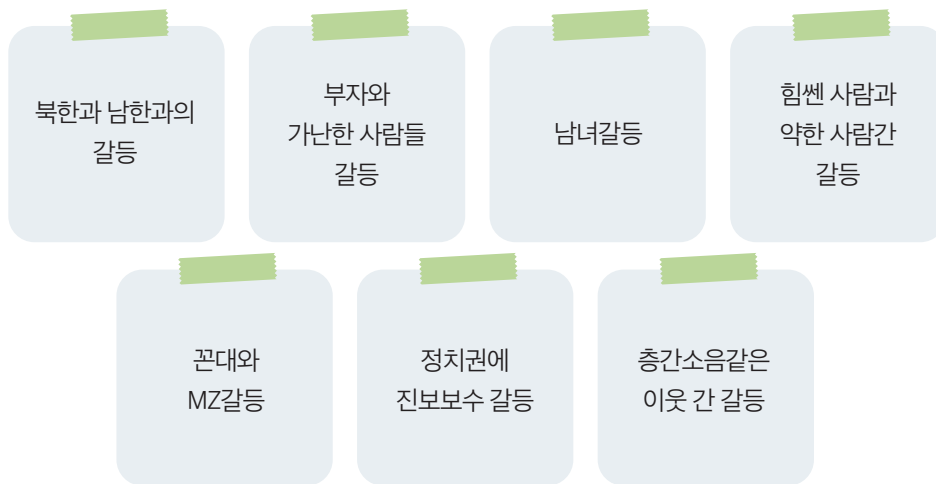 북한과 남한과의
갈등
부자와
가난한 사람들
갈등
남녀갈등
힘쎈 사람과
약한 사람간
갈등
꼰대와
MZ갈등
정치권에
진보보수 갈등
층간소음같은
이웃 간 갈등